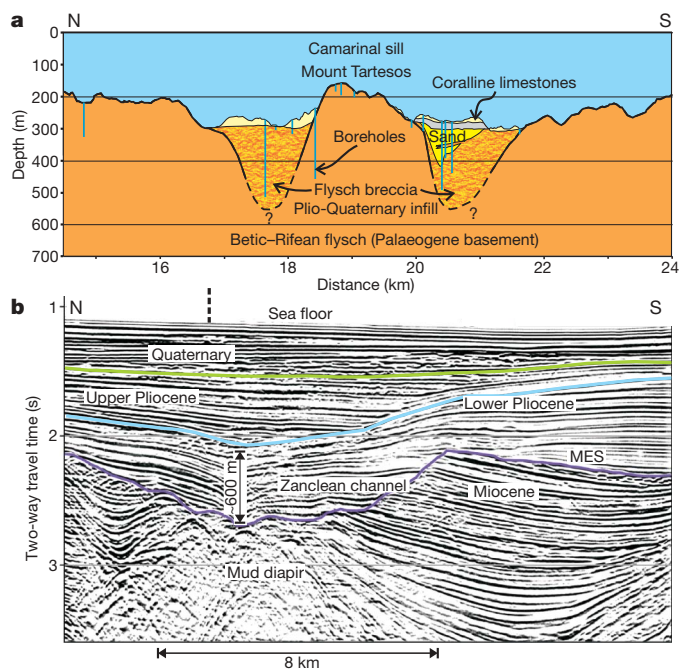 a
N
S
0
100
200
300
400
500
600
700
Depth (m)
Camarinal sill
Mount Tartesos
Coralline limestones
Sand
Boreholes
Flysch breccia
Plio-Quaternary infill
?
?
Betic–Rifean flysch (Palaeogene basement)
16
18
20
22
24
Distance (km)
b
N
S
1
2
3
Two-way travel time (s)
Sea floor
Quaternary
Upper Pliocene
Lower Pliocene
~600 m
Zanclean channel
MES
Miocene
Mud diapir
8 km